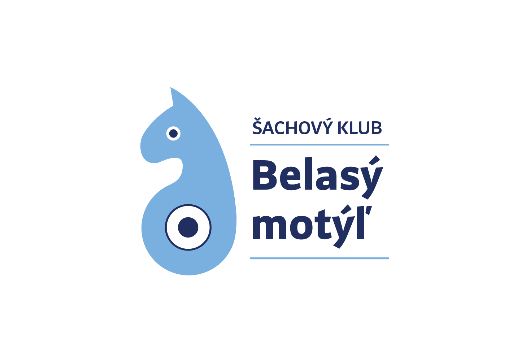 ŠACHOVÝ KLUB
Belasý
motýľ